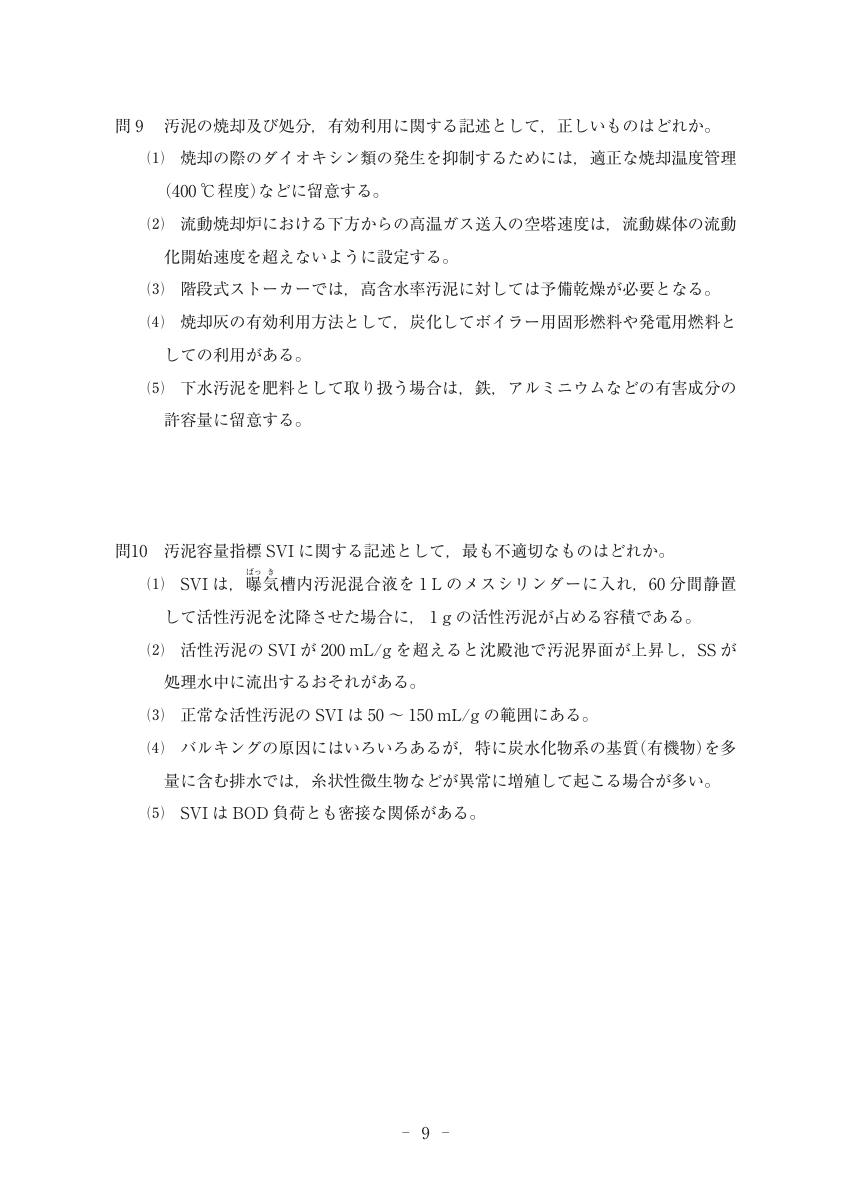 問9　汚泥の焼却及び処分，有効利用に関する記述として，正しいものはどれか。
⑴　焼却の際のダイオキシン類の発生を抑制するためには，適正な焼却温度管理
（400 ℃程度）などに留意する。
⑵　流動焼却炉における下方からの高温ガス送入の空塔速度は，流動媒体の流動
化開始速度を超えないように設定する。
⑶　階段式ストーカーでは，高含水率汚泥に対しては予備乾燥が必要となる。
⑷　焼却灰の有効利用方法として，炭化してボイラー用固形燃料や発電用燃料と
しての利用がある。
⑸　下水汚泥を肥料として取り扱う場合は，鉄，アルミニウムなどの有害成分の
許容量に留意する。
問10　汚泥容量指標 SVI に関する記述として，最も不適切なものはどれか。
ばっ き
⑴　SVI は，曝気槽内汚泥混合液を 1 L のメスシリンダーに入れ，60 分間静置
して活性汚泥を沈降させた場合に，1 g の活性汚泥が占める容積である。
⑵　活性汚泥の SVI が 200 mL/g を超えると沈殿池で汚泥界面が上昇し，SS が
処理水中に流出するおそれがある。
⑶　正常な活性汚泥の SVI は 50 ～ 150 mL/g の範囲にある。
⑷　バルキングの原因にはいろいろあるが，特に炭水化物系の基質（有機物）を多
量に含む排水では，糸状性微生物などが異常に増殖して起こる場合が多い。
⑸　SVI は BOD 負荷とも密接な関係がある。
－ 9 －